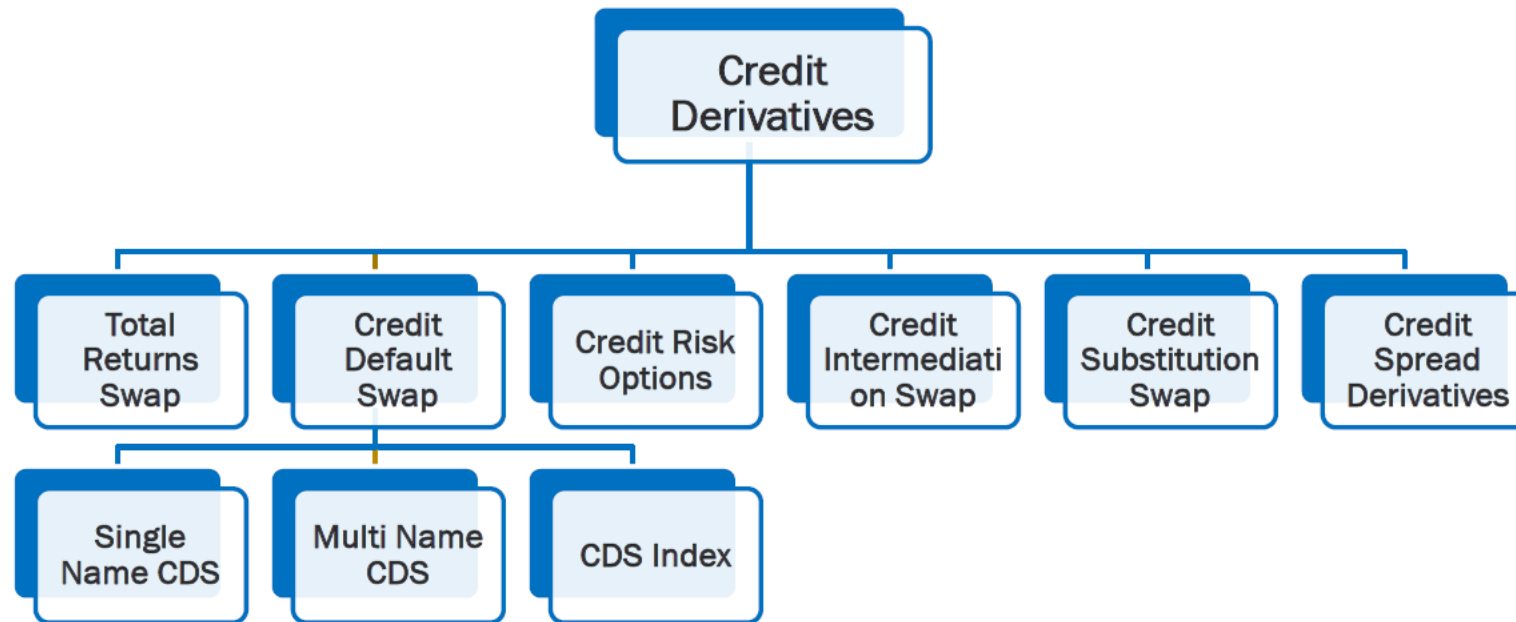 Credit
Derivatives
Total
Returns
Swap
Credit
Default
Swap
Credit Risk
Options
Credit
Intermediati
on Swap
Credit
Substitution
Swap
Credit
Spread
Derivatives
Single
Name CDS
Multi Name
CDS
CDS Index